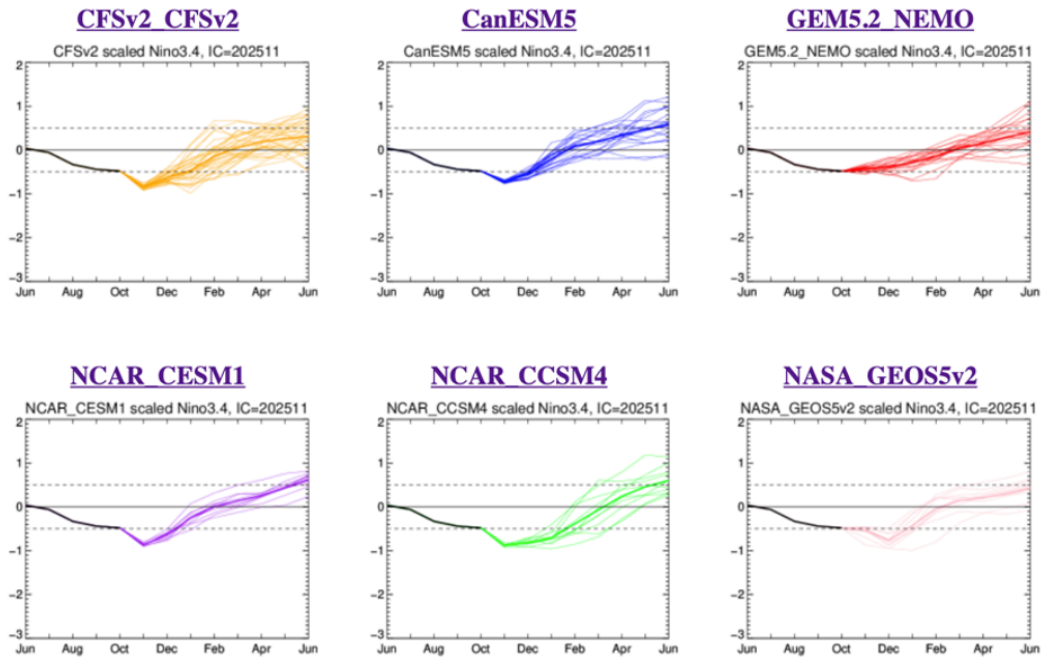 CFSv2_CFSv2
CFSv2 scaled Nino3.4, IC=202511
2
1
0
−1
−2
−3
Jun Aug Oct Dec Feb Apr Jun
CanESM5
CanESM5 scaled Nino3.4, IC=202511
2
1
0
−1
−2
−3
Jun Aug Oct Dec Feb Apr Jun
GEM5.2_NEMO
GEM5.2_NEMO scaled Nino3.4, IC=202511
2
1
0
−1
−2
−3
Jun Aug Oct Dec Feb Apr Jun
NCAR_CESM1
NCAR_CESM1 scaled Nino3.4, IC=202511
2
1
0
−1
−2
−3
Jun Aug Oct Dec Feb Apr Jun
NCAR_CCSM4
NCAR_CCSM4 scaled Nino3.4, IC=202511
2
1
0
−1
−2
−3
Jun Aug Oct Dec Feb Apr Jun
NASA_GEOS5v2
NASA_GEOS5v2 scaled Nino3.4, IC=202511
2
1
0
−1
−2
−3
Jun Aug Oct Dec Feb Apr Jun